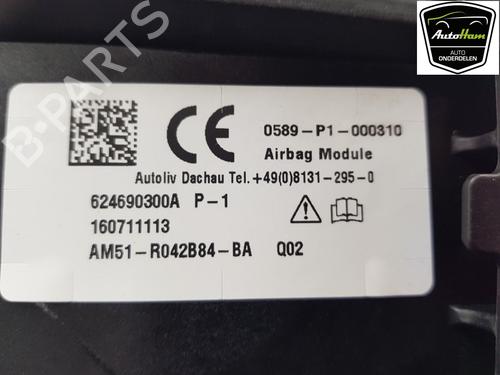 AutoHam
AUTO
ONDERDELEN
B-PARTS
CE
0589-P1-000310
Airbag Module
Autoliv Dachau Tel.+49(0)8131-295-0
624690300A P-1
160711113
AM51-R042B84-BA Q02